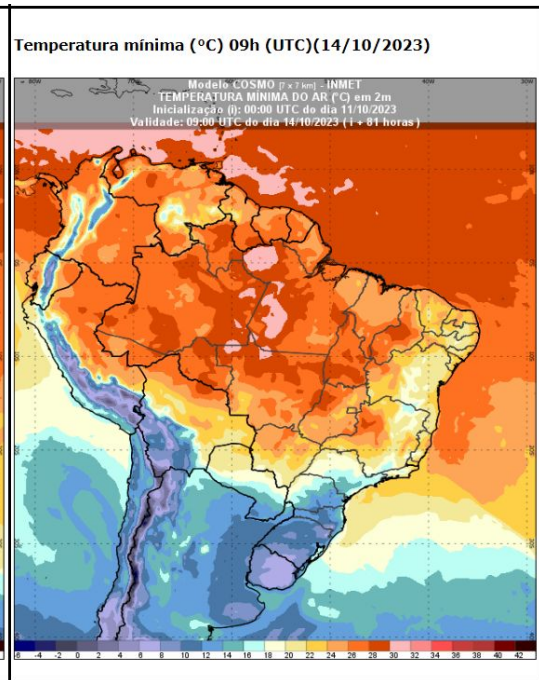 Temperatura mínima (ºC) 09h (UTC)(14/10/2023)
Modelo COSMO [7 x 7 km] - INMET
TEMPERATURA MÍNIMA DO AR (°C) em 2m
Inicialização (i): 00:00 UTC do dia 11/10/2023
Validade: 09:00 UTC do dia 14/10/2023 ( i + 81 horas )
-6 -4 -2 0 2 4 6 8 10 12 14 16 18 20 22 24 26 28 30 32 34 36 38 40 42